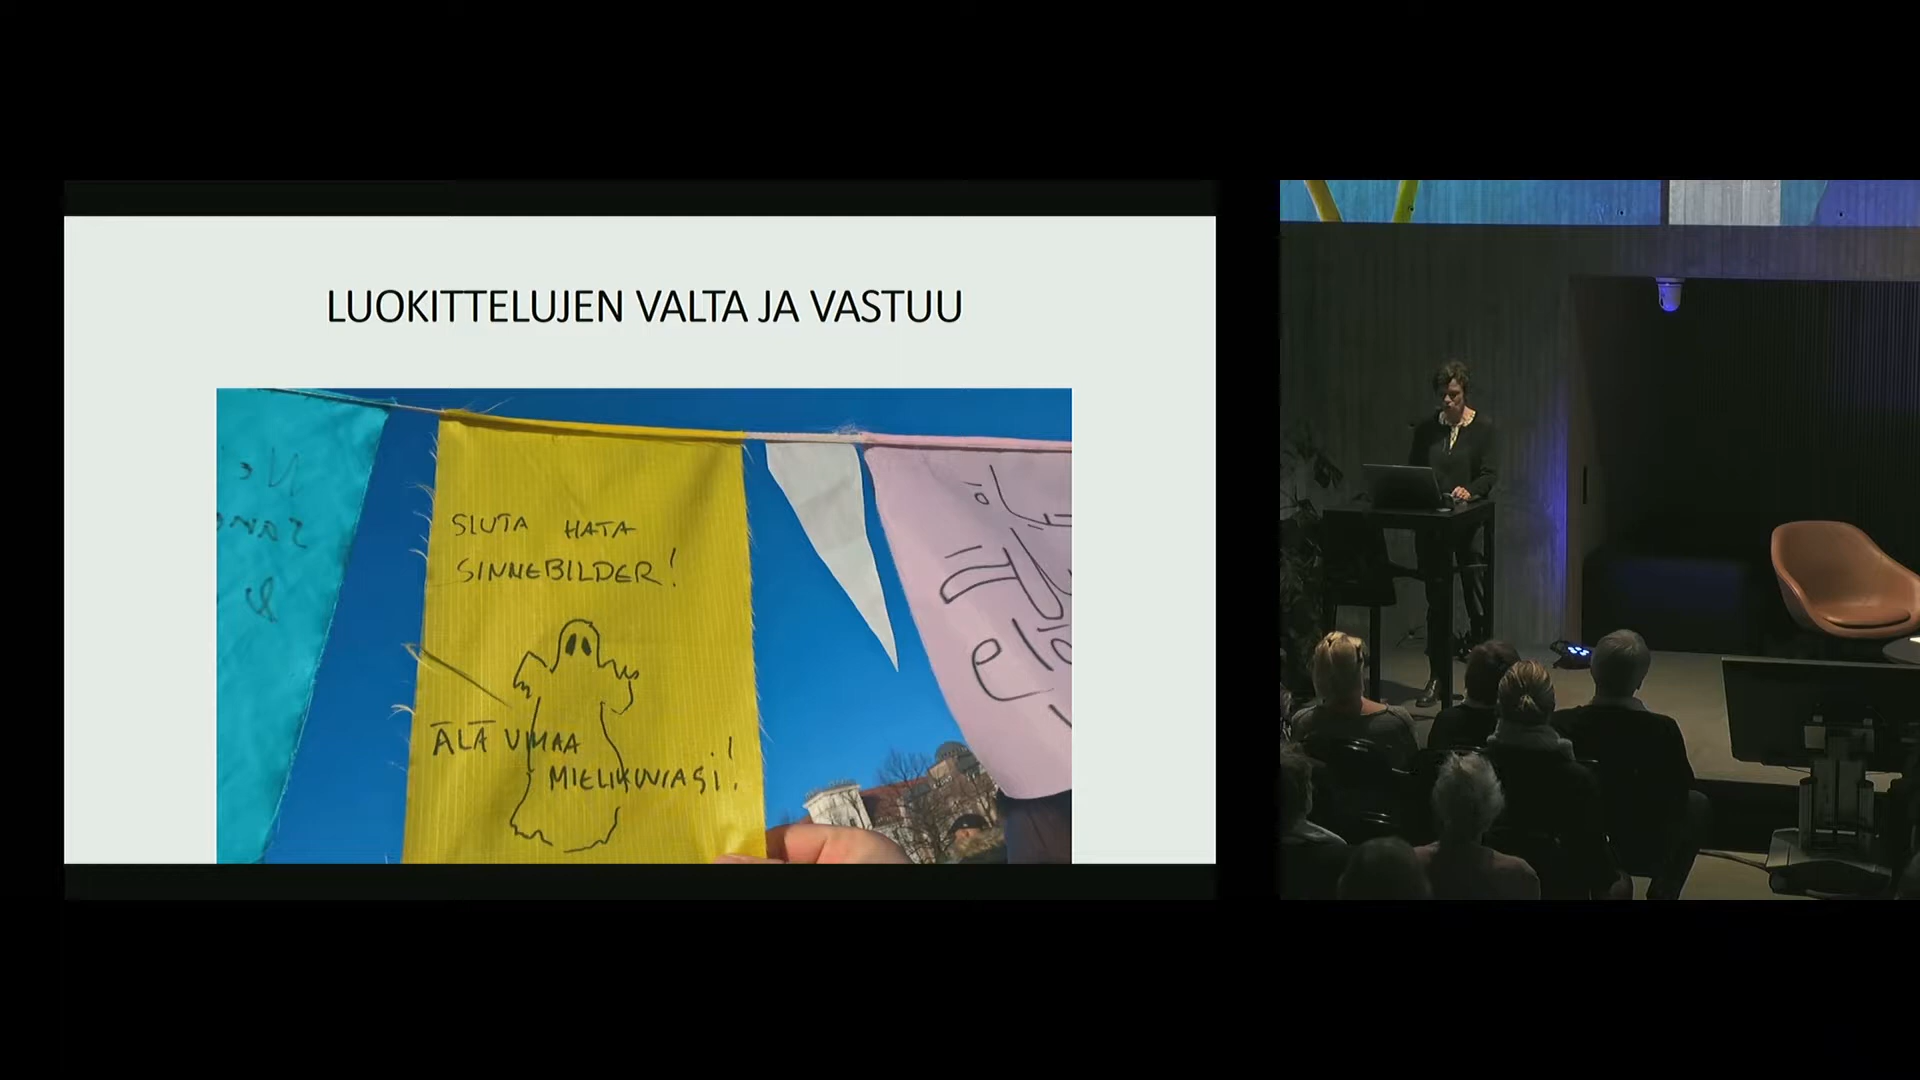 LUOKITTELUJEN VALTA JA VASTUU
SLUTA HATA
SINNEBILDER!
ÄLÄ VIHAA
MIELIKUVIASI!